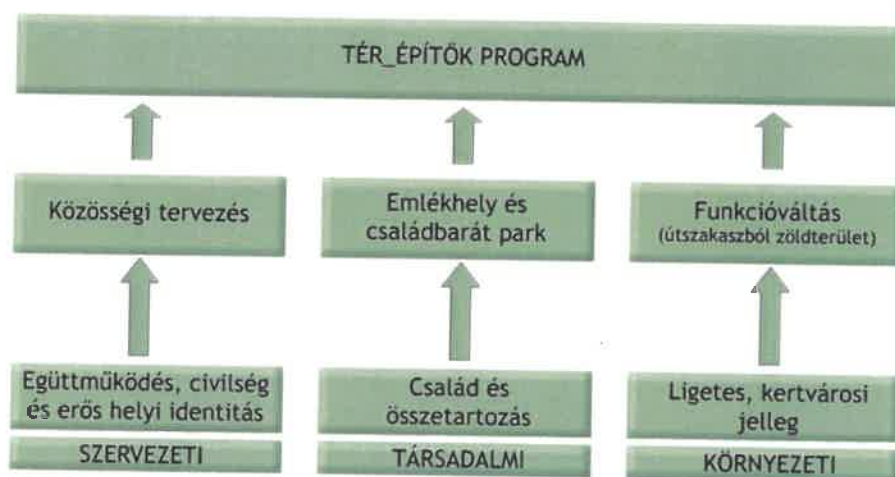 TÉR_ÉPÍTŐK PROGRAM
Közösségi tervezés
Emlékhely és
családbarát park
Funkcióváltás
(útszakaszból zöldterület)
Együttműködés, civilség
és erős helyi identitás
Család és
összetartozás
Ligetes, kertvárosi
jelleg
SZERVEZETI
TÁRSADALMI
KÖRNYEZETI